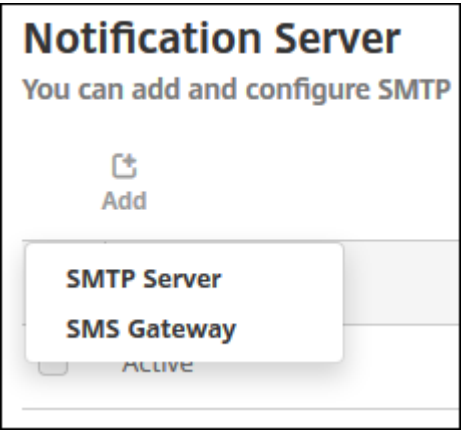 Notification Server
You can add and configure SMTP
Add
SMTP Server
SMS Gateway
Active